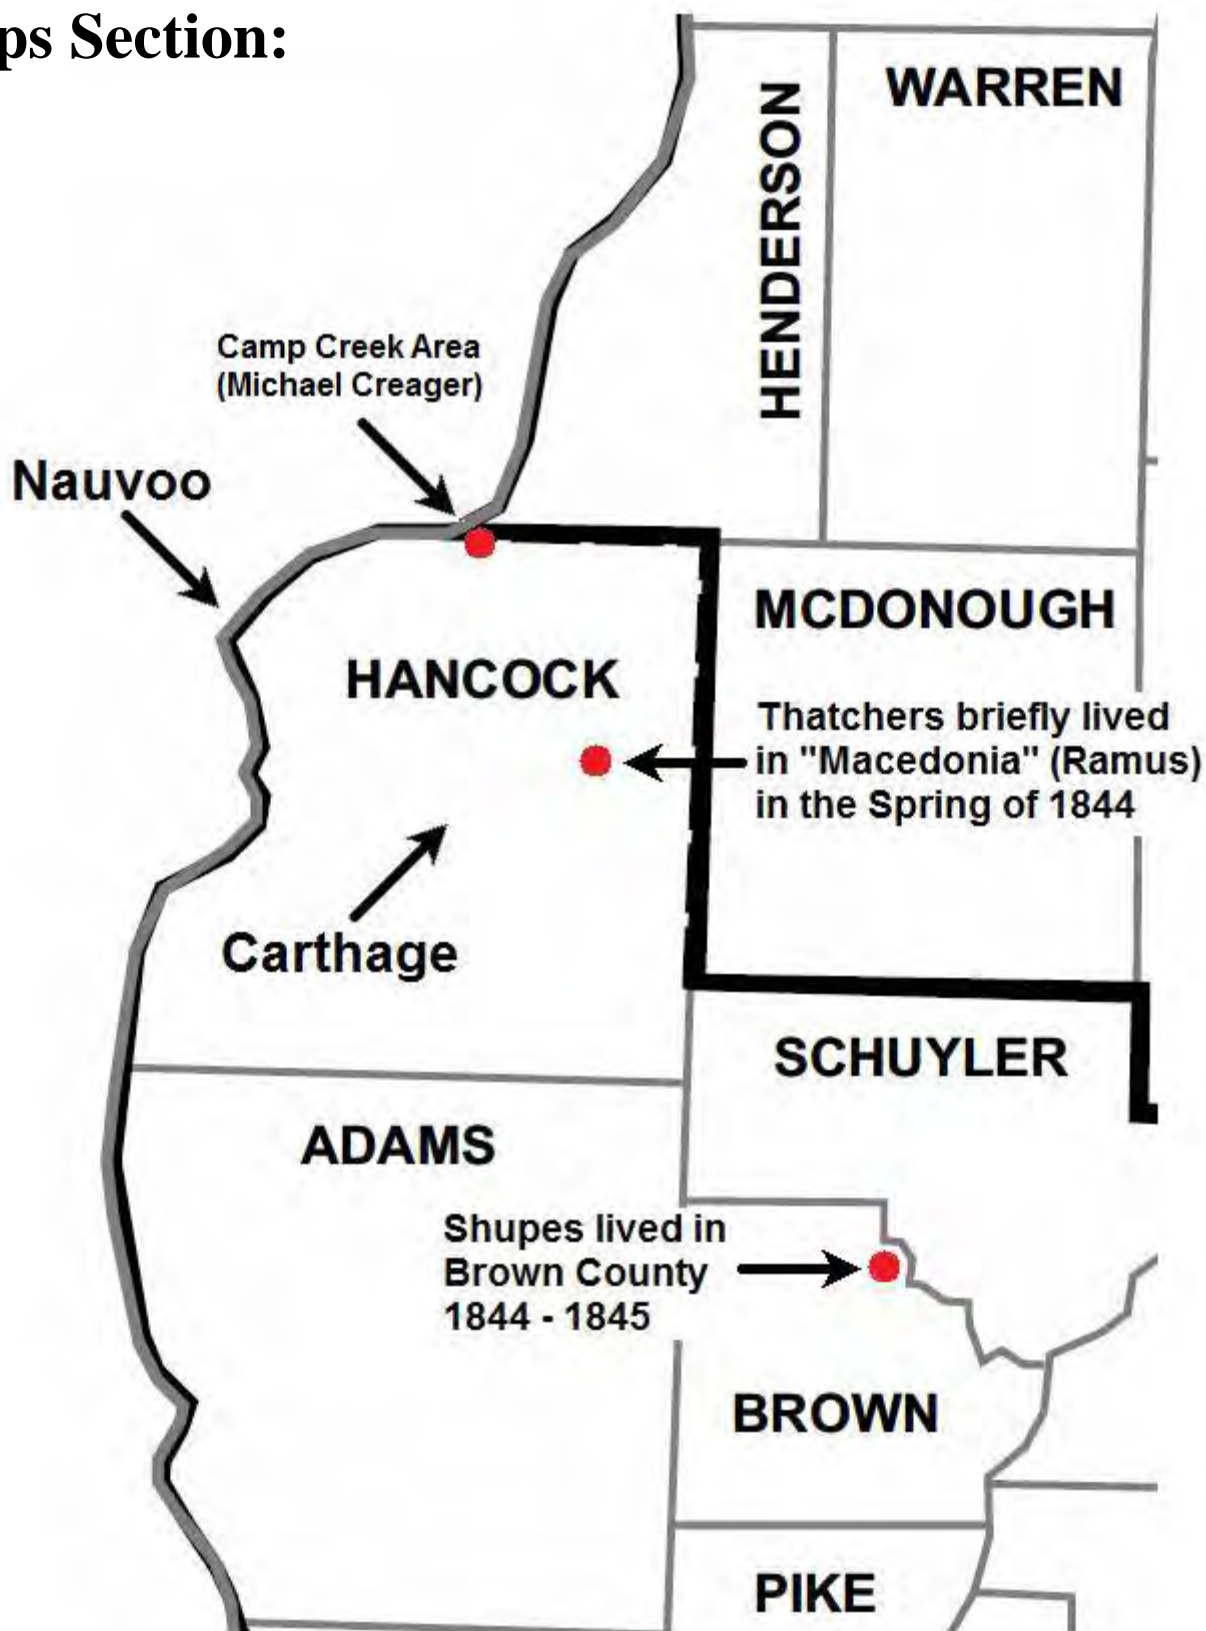 ps Section:
WARREN
HENDERSON
Camp Creek Area
(Michael Creager)
Nauvoo
MCDONOUGH
HANCOCK
Thatchers briefly lived
in "Macedonia" (Ramus)
in the Spring of 1844
Carthage
SCHUYLER
ADAMS
Shupes lived in
Brown County
1844 - 1845
BROWN
PIKE